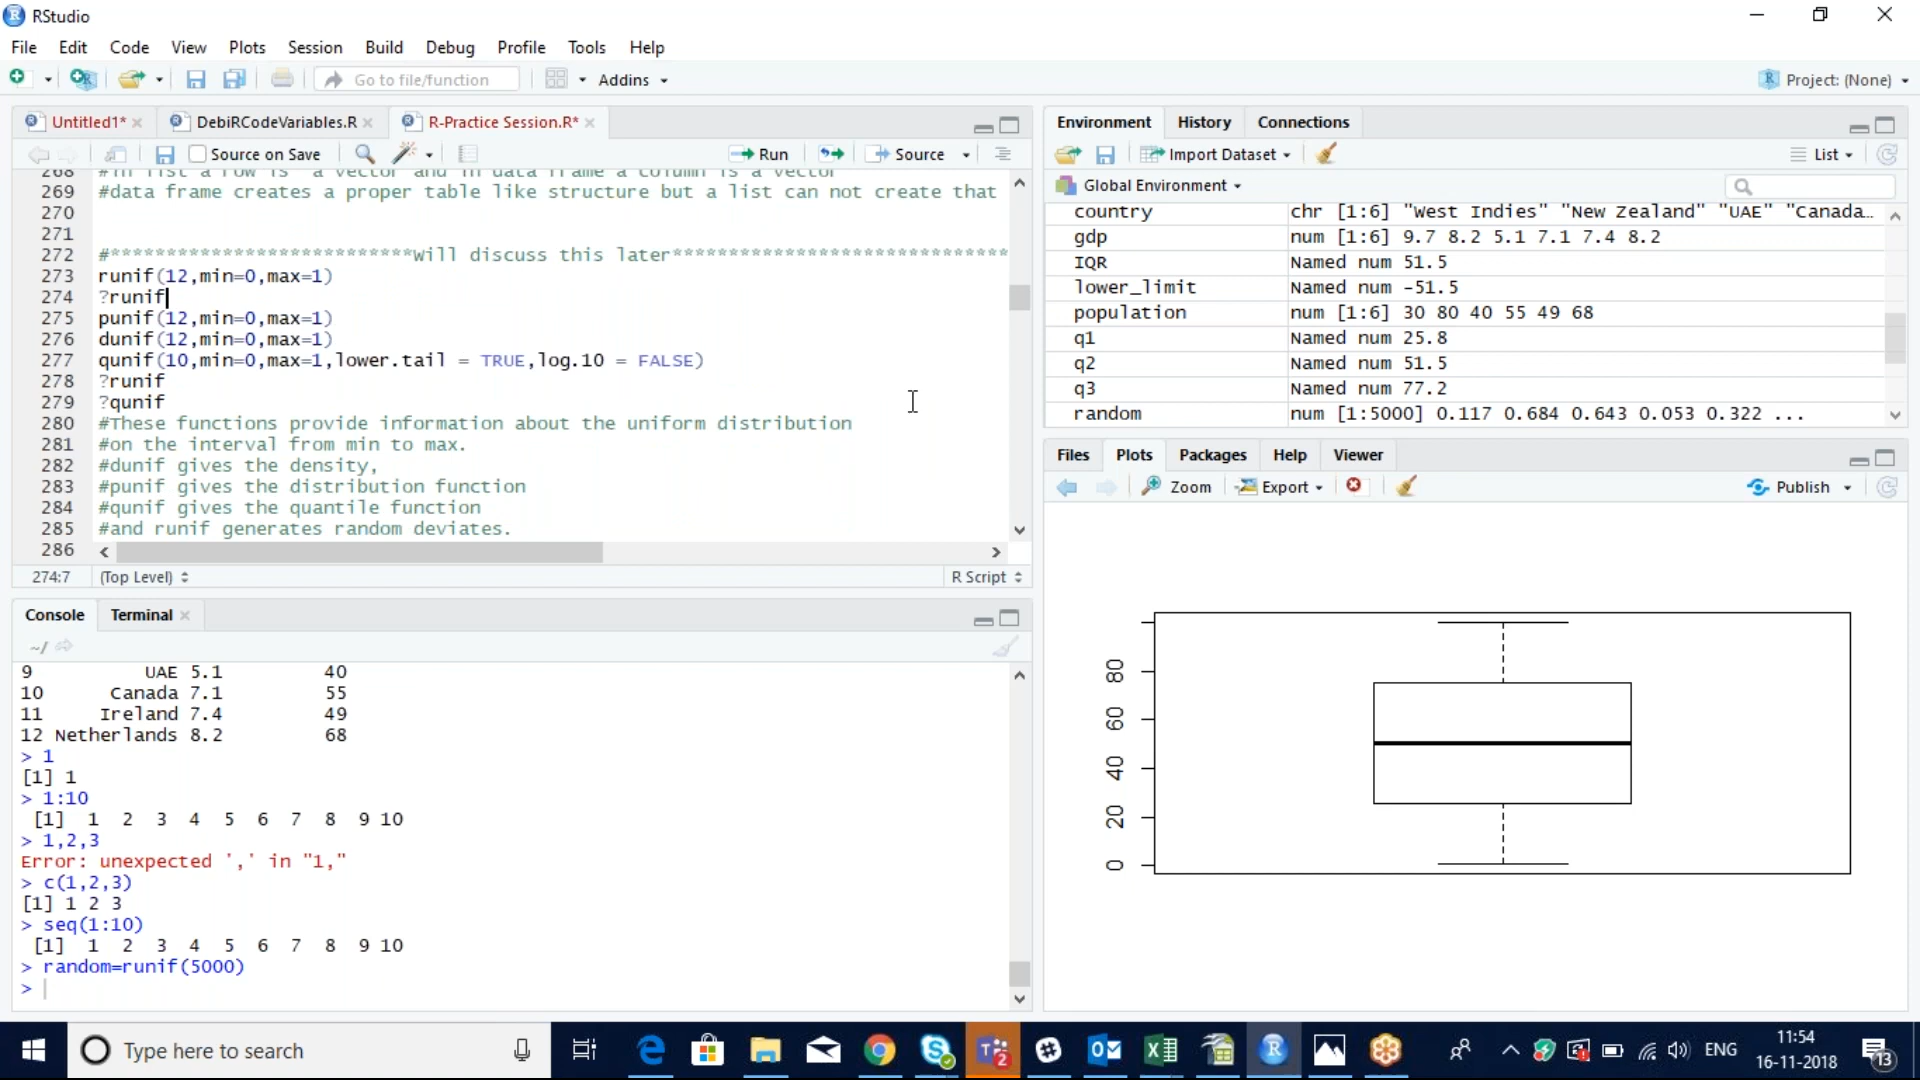 RStudio
File Edit Code View Plots Session Build Debug Profile Tools Help
Go to file/function Addins Project: (None)
Untitled1* DebiRCodeVariables.R R-Practice Session.R*
Source on Save Run Source
268 #in list a row is a vector and in data frame a column is a vector
269 #data frame creates a proper table like structure but a list can not create that
270
271
272 #***************************Will discuss this later******************************
273 runif(12,min=0,max=1)
274 ?runif
275 punif(12,min=0,max=1)
276 dunif(12,min=0,max=1)
277 qunif(10,min=0,max=1,lower.tail = TRUE,log.10 = FALSE)
278 ?runif
279 ?qunif
280 #These functions provide information about the uniform distribution
281 #on the interval from min to max.
282 #dunif gives the density,
283 #punif gives the distribution function
284 #qunif gives the quantile function
285 #and runif generates random deviates.
286
274:7 (Top Level) R Script
Console Terminal
~/
9 UAE 5.1 40
10 Canada 7.1 55
11 Ireland 7.4 49
12 Netherlands 8.2 68
> 1
[1] 1
> 1:10
[1] 1 2 3 4 5 6 7 8 9 10
> 1,2,3
Error: unexpected ',' in "1,"
> c(1,2,3)
[1] 1 2 3
> seq(1:10)
[1] 1 2 3 4 5 6 7 8 9 10
> random=runif(5000)
>
Environment History Connections
Import Dataset List
Global Environment
country chr [1:6] "West Indies" "New Zealand" "UAE" "Canada…
gdp num [1:6] 9.7 8.2 5.1 7.1 7.4 8.2
IQR Named num 51.5
lower_limit Named num -51.5
population num [1:6] 30 80 40 55 49 68
q1 Named num 25.8
q2 Named num 51.5
q3 Named num 77.2
random num [1:5000] 0.117 0.684 0.643 0.053 0.322 ...
Files Plots Packages Help Viewer
Zoom Export Publish
80
60
40
20
0
Type here to search
ENG
11:54
16-11-2018
13
2